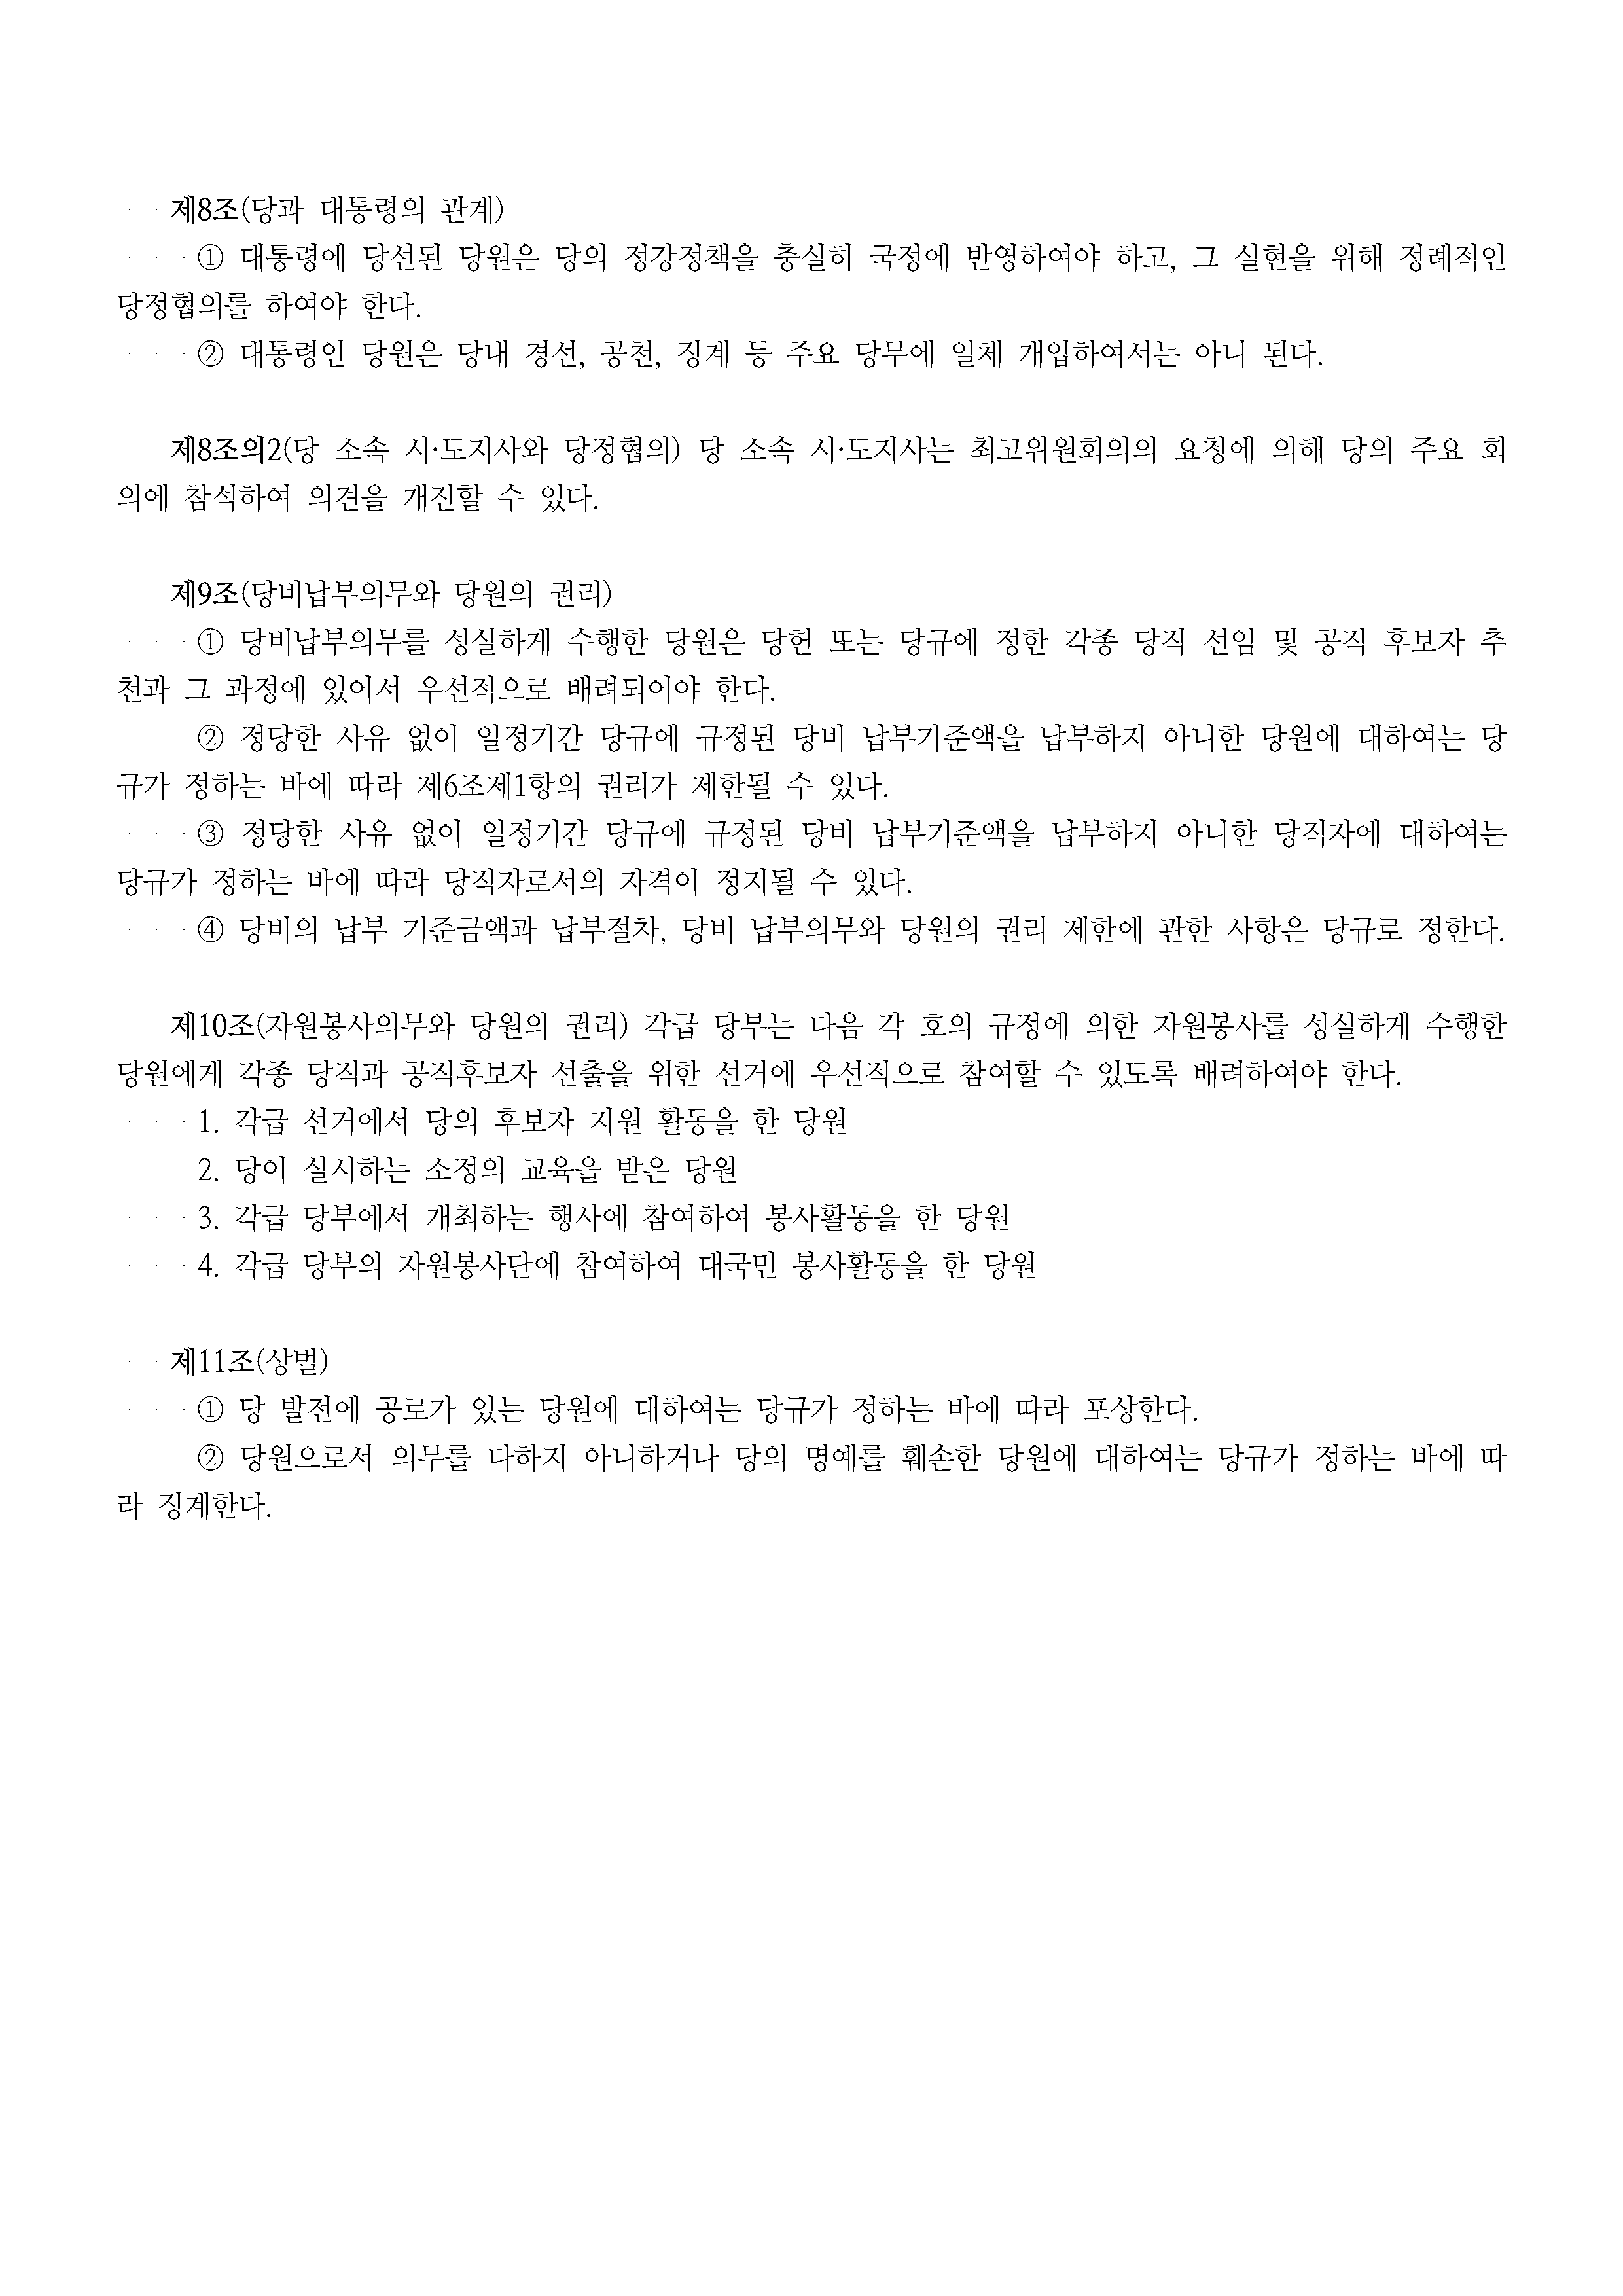 제8조(당과 대통령의 관계)
① 대통령에 당선된 당원은 당의 정강정책을 충실히 국정에 반영하여야 하고, 그 실현을 위해 정례적인
당정협의를 하여야 한다.
② 대통령인 당원은 당내 경선, 공천, 징계 등 주요 당무에 일체 개입하여서는 아니 된다.
제8조의2(당 소속 시·도지사와 당정협의) 당 소속 시·도지사는 최고위원회의의 요청에 의해 당의 주요 회
의에 참석하여 의견을 개진할 수 있다.
제9조(당비납부의무와 당원의 권리)
① 당비납부의무를 성실하게 수행한 당원은 당헌 또는 당규에 정한 각종 당직 선임 및 공직 후보자 추
천과 그 과정에 있어서 우선적으로 배려되어야 한다.
② 정당한 사유 없이 일정기간 당규에 규정된 당비 납부기준액을 납부하지 아니한 당원에 대하여는 당
규가 정하는 바에 따라 제6조제1항의 권리가 제한될 수 있다.
③ 정당한 사유 없이 일정기간 당규에 규정된 당비 납부기준액을 납부하지 아니한 당직자에 대하여는
당규가 정하는 바에 따라 당직자로서의 자격이 정지될 수 있다.
④ 당비의 납부 기준금액과 납부절차, 당비 납부의무와 당원의 권리 제한에 관한 사항은 당규로 정한다.
제10조(자원봉사의무와 당원의 권리) 각급 당부는 다음 각 호의 규정에 의한 자원봉사를 성실하게 수행한
당원에게 각종 당직과 공직후보자 선출을 위한 선거에 우선적으로 참여할 수 있도록 배려하여야 한다.
1. 각급 선거에서 당의 후보자 지원 활동을 한 당원
2. 당이 실시하는 소정의 교육을 받은 당원
3. 각급 당부에서 개최하는 행사에 참여하여 봉사활동을 한 당원
4. 각급 당부의 자원봉사단에 참여하여 대국민 봉사활동을 한 당원
제11조(상벌)
① 당 발전에 공로가 있는 당원에 대하여는 당규가 정하는 바에 따라 포상한다.
② 당원으로서 의무를 다하지 아니하거나 당의 명예를 훼손한 당원에 대하여는 당규가 정하는 바에 따
라 징계한다.